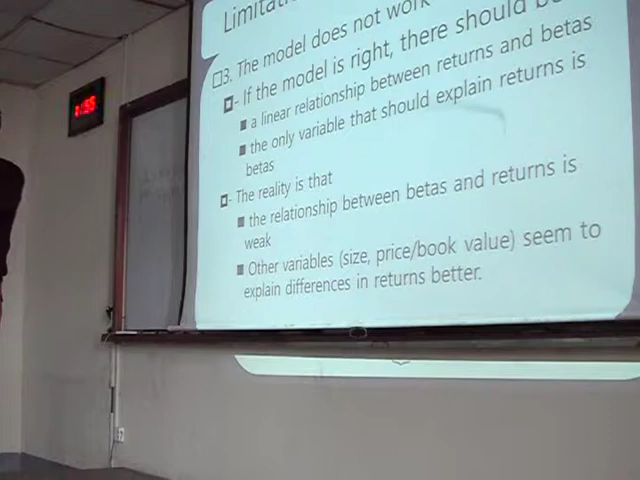 3. The model does not work
- If the model is right, there should be
a linear relationship between returns and betas
the only variable that should explain returns is
betas
- The reality is that
the relationship between betas and returns is
weak
Other variables (size, price/book value) seem to
explain differences in returns better.